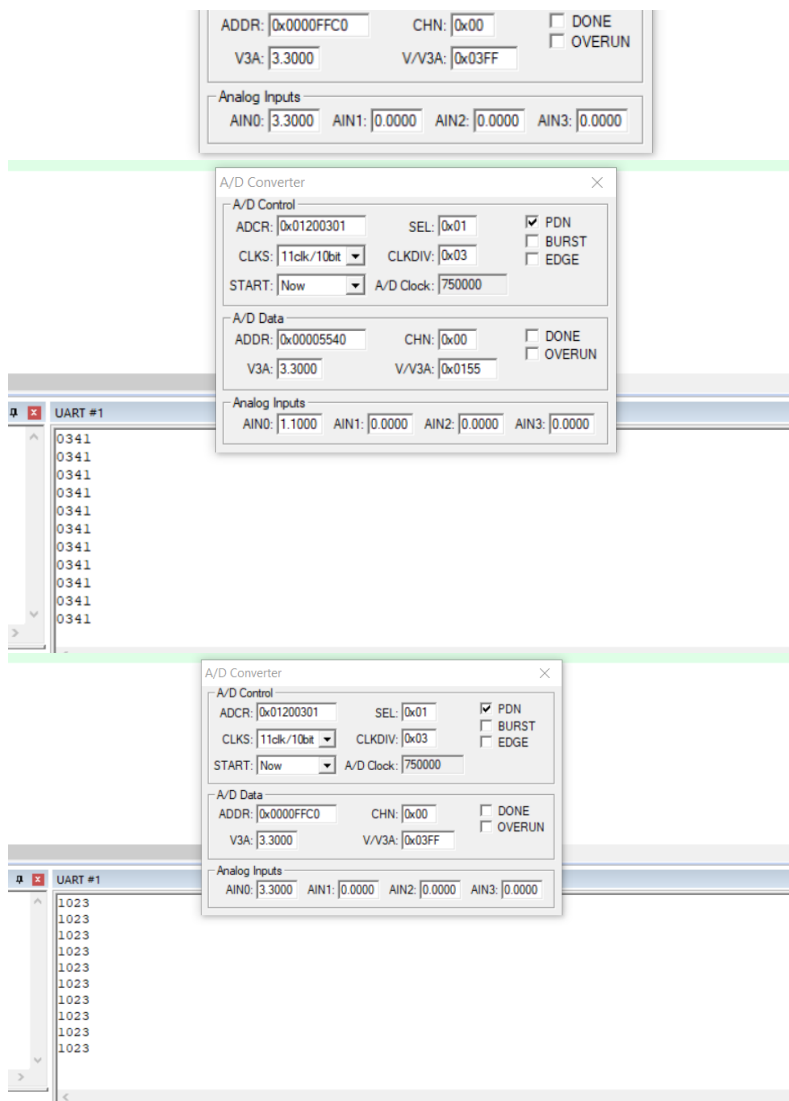 ADDR: 0x0000FFC0 CHN: 0x00 DONE
OVERUN
V3A: 3.3000 V/V3A: 0x03FF
Analog Inputs
AIN0: 3.3000 AIN1: 0.0000 AIN2: 0.0000 AIN3: 0.0000
A/D Converter
A/D Control
ADCR: 0x01200301 SEL: 0x01 PDN
BURST
CLKS: 11clk/10bit CLKDIV: 0x03 EDGE
START: Now A/D Clock: 750000
A/D Data
ADDR: 0x00005540 CHN: 0x00 DONE
OVERUN
V3A: 3.3000 V/V3A: 0x0155
Analog Inputs
AIN0: 1.1000 AIN1: 0.0000 AIN2: 0.0000 AIN3: 0.0000
UART #1
0341
0341
0341
0341
0341
0341
0341
0341
0341
0341
0341
A/D Converter
A/D Control
ADCR: 0x01200301 SEL: 0x01 PDN
BURST
CLKS: 11clk/10bit CLKDIV: 0x03 EDGE
START: Now A/D Clock: 750000
A/D Data
ADDR: 0x0000FFC0 CHN: 0x00 DONE
OVERUN
V3A: 3.3000 V/V3A: 0x03FF
Analog Inputs
AIN0: 3.3000 AIN1: 0.0000 AIN2: 0.0000 AIN3: 0.0000
UART #1
1023
1023
1023
1023
1023
1023
1023
1023
1023
1023